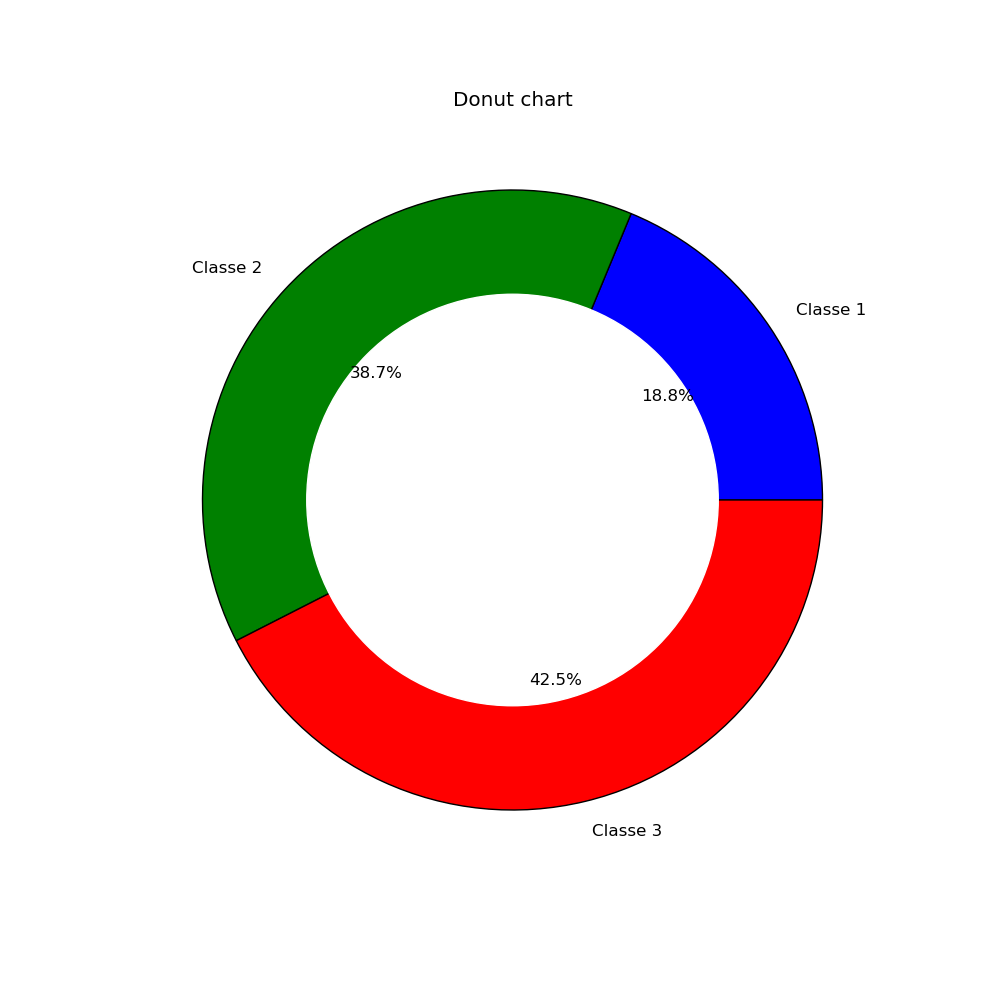 Donut chart
Classe 2
Classe 1
38.7%
18.8%
42.5%
Classe 3